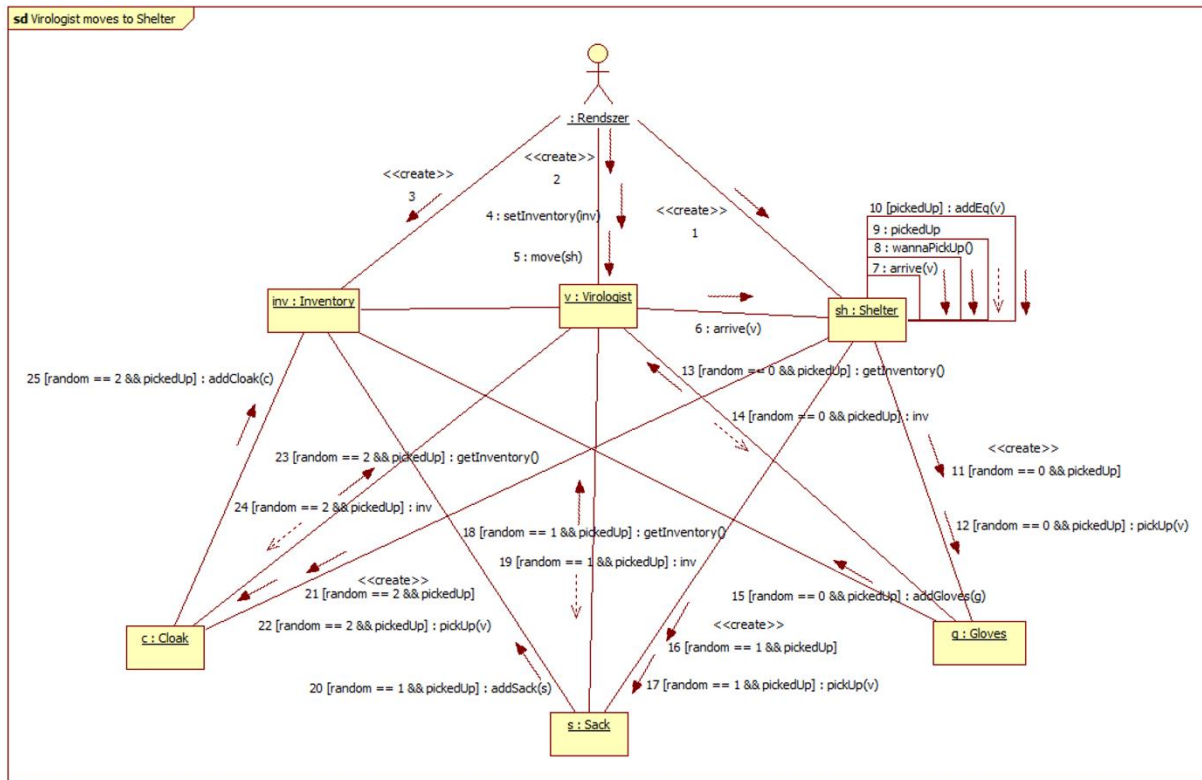 sd Virologist moves to Shelter
: Rendszer
<<create>>
3
<<create>>
2
4 : setInventory(inv)
5 : move(sh)
<<create>>
1
10 [pickedUp] : addEq(v)
9 : pickedUp
8 : wannaPickUp()
7 : arrive(v)
inv : Inventory
v : Virologist
sh : Shelter
6 : arrive(v)
25 [random == 2 && pickedUp] : addCloak(c)
13 [random == 0 && pickedUp] : getInventory()
14 [random == 0 && pickedUp] : inv
<<create>>
11 [random == 0 && pickedUp]
23 [random == 2 && pickedUp] : getInventory()
24 [random == 2 && pickedUp] : inv
18 [random == 1 && pickedUp] : getInventory()
12 [random == 0 && pickedUp] : pickUp(v)
19 [random == 1 && pickedUp] : inv
<<create>>
21 [random == 2 && pickedUp]
15 [random == 0 && pickedUp] : addGloves(g)
22 [random == 2 && pickedUp] : pickUp(v)
<<create>>
16 [random == 1 && pickedUp]
c : Cloak
g : Gloves
20 [random == 1 && pickedUp] : addSack(s)
17 [random == 1 && pickedUp] : pickUp(v)
s : Sack